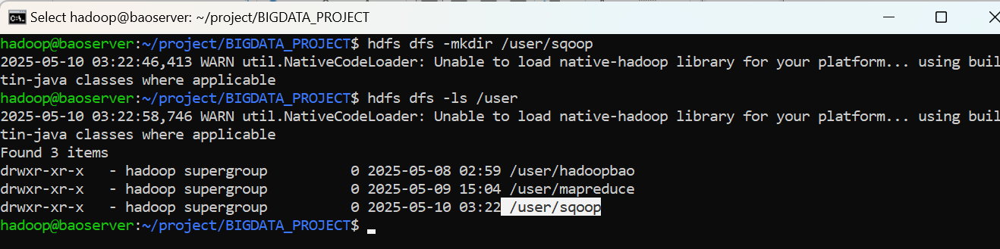 Select hadoop@baoserver: ~/project/BIGDATA_PROJECT
hadoop@baoserver:~/project/BIGDATA_PROJECT$ hdfs dfs -mkdir /user/sqoop
2025-05-10 03:22:46,413 WARN util.NativeCodeLoader: Unable to load native-hadoop library for your platform... using buil
tin-java classes where applicable
hadoop@baoserver:~/project/BIGDATA_PROJECT$ hdfs dfs -ls /user
2025-05-10 03:22:58,746 WARN util.NativeCodeLoader: Unable to load native-hadoop library for your platform... using buil
tin-java classes where applicable
Found 3 items
drwxr-xr-x   - hadoop supergroup          0 2025-05-08 02:59 /user/hadoopbao
drwxr-xr-x   - hadoop supergroup          0 2025-05-09 15:04 /user/mapreduce
drwxr-xr-x   - hadoop supergroup          0 2025-05-10 03:22 /user/sqoop
hadoop@baoserver:~/project/BIGDATA_PROJECT$